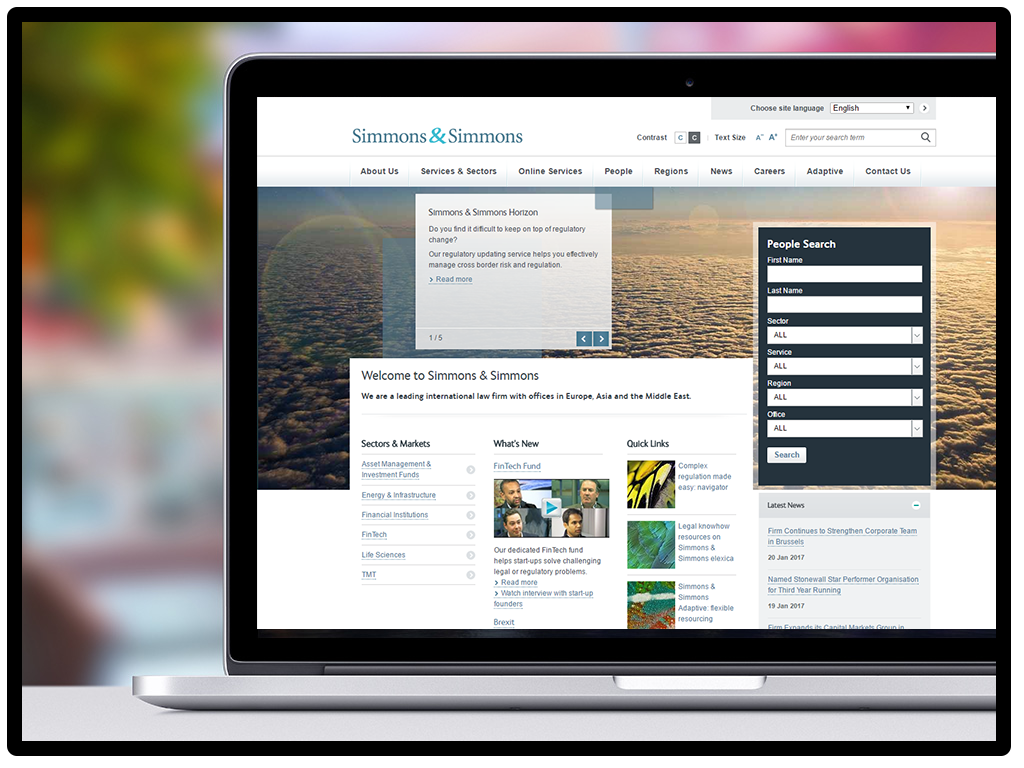 Choose site language English
Simmons & Simmons
Contrast C C Text Size A- A+ Enter your search term
About Us Services & Sectors Online Services People Regions News Careers Adaptive Contact Us
Simmons & Simmons Horizon
Do you find it difficult to keep on top of regulatory
change?
Our regulatory updating service helps you effectively
manage cross border risk and regulation.
Read more
1 / 5
People Search
First Name
Last Name
Sector
ALL
Service
ALL
Region
ALL
Office
ALL
Search
Welcome to Simmons & Simmons
We are a leading international law firm with offices in Europe, Asia and the Middle East.
Sectors & Markets
Asset Management &
Investment Funds
Energy & Infrastructure
Financial Institutions
FinTech
Life Sciences
TMT
What's New
FinTech Fund
Our dedicated FinTech fund
helps start-ups solve challenging
legal or regulatory problems.
Read more
Watch interview with start-up
founders
Brexit
Quick Links
Complex
regulation made
easy: navigator
Legal knowhow
resources on
Simmons &
Simmons elexica
Simmons &
Simmons
Adaptive: flexible
resourcing
Latest News
Firm Continues to Strengthen Corporate Team
in Brussels
20 Jan 2017
Named Stonewall Star Performer Organisation
for Third Year Running
19 Jan 2017
Firm Expands its Capital Markets Group in